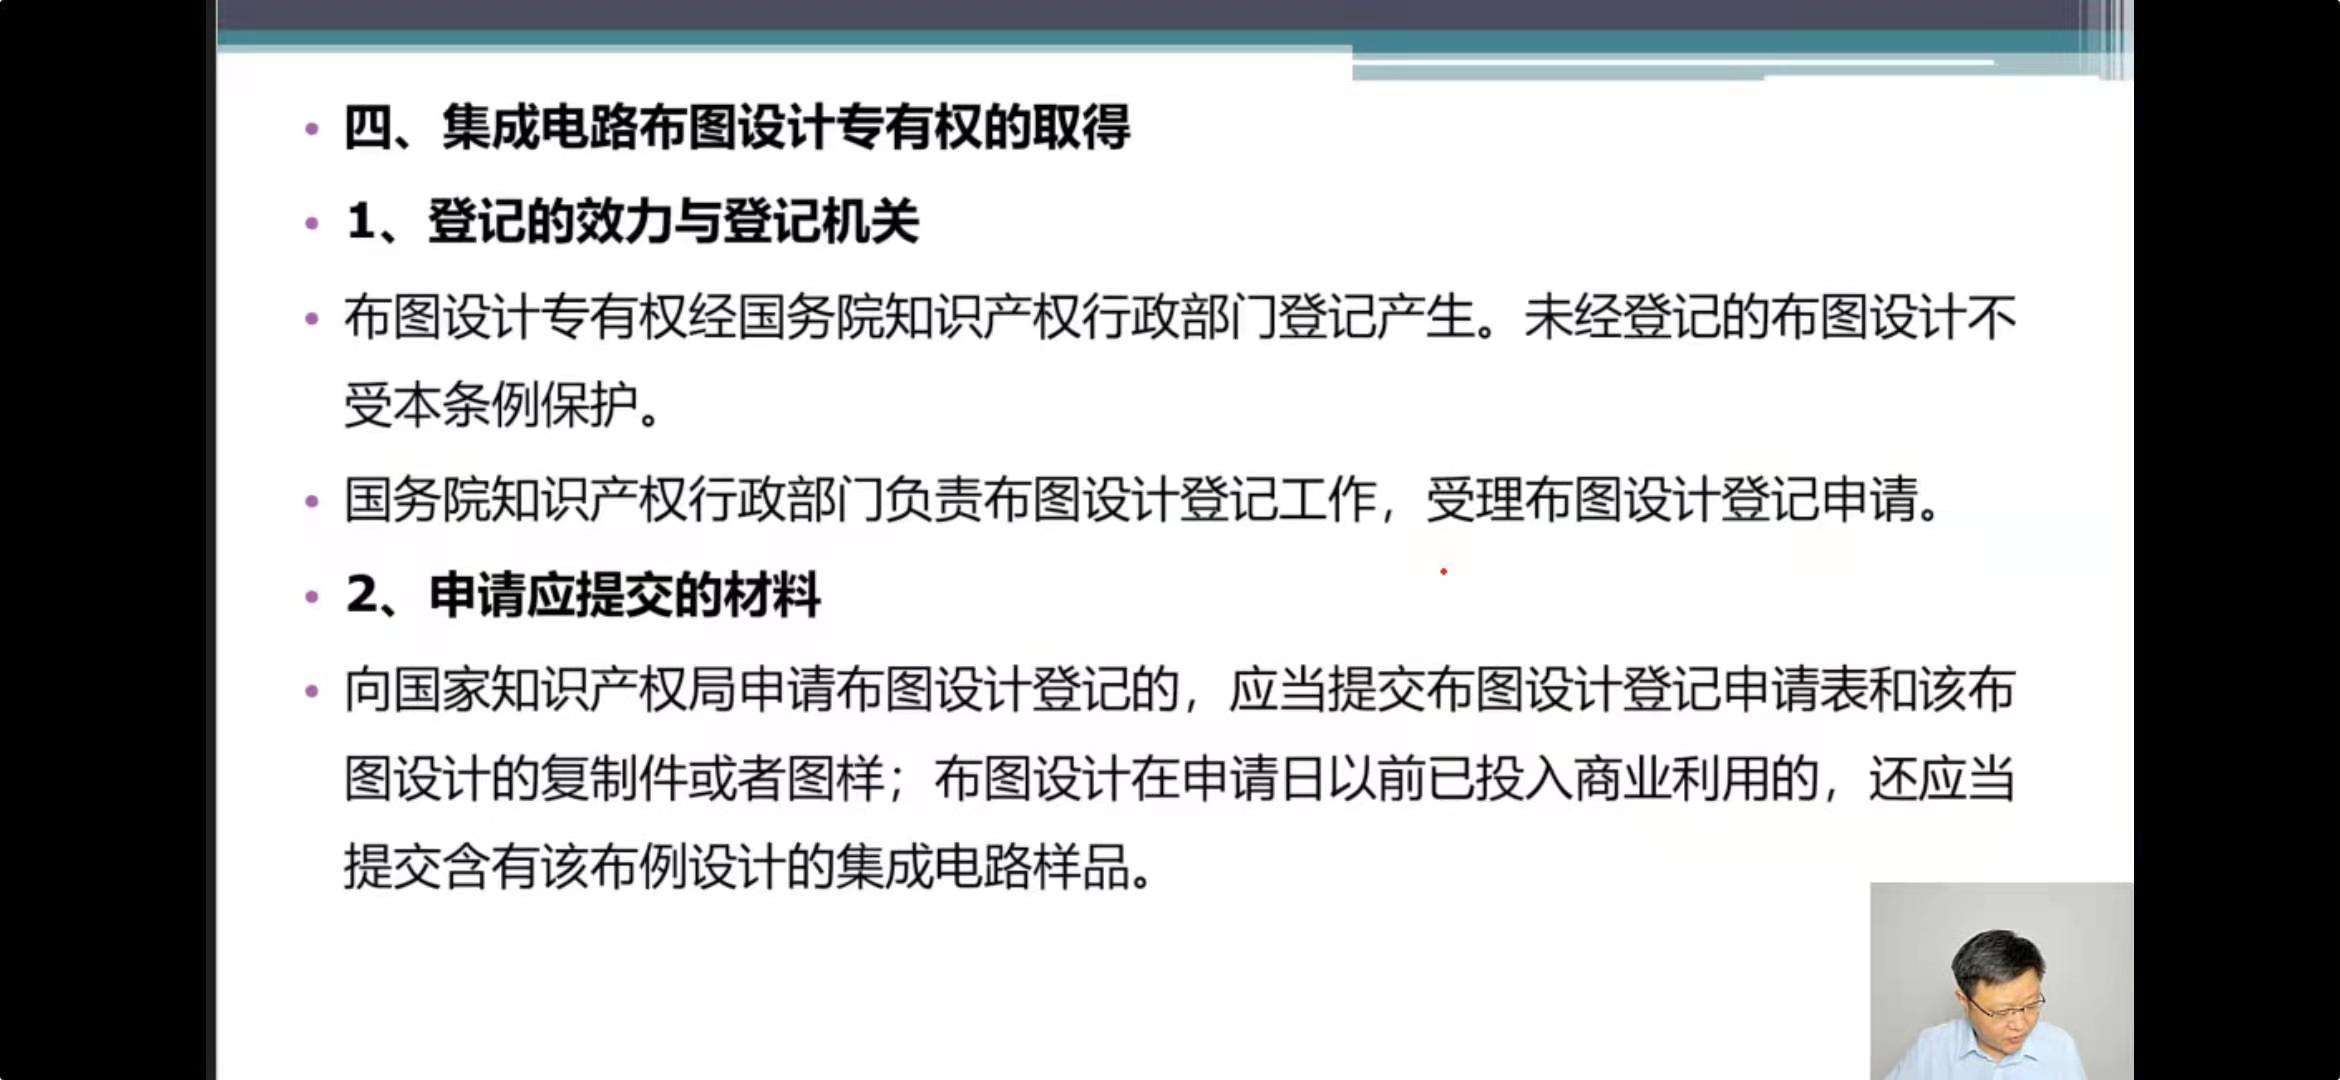 四、集成电路布图设计专有权的取得
1、登记的效力与登记机关
布图设计专有权经国务院知识产权行政部门登记产生。未经登记的布图设计不
受本条例保护。
国务院知识产权行政部门负责布图设计登记工作，受理布图设计登记申请。
2、申请应提交的材料
向国家知识产权局申请布图设计登记的，应当提交布图设计登记申请表和该布
图设计的复制件或者图样；布图设计在申请日以前已投入商业利用的，还应当
提交含有该布例设计的集成电路样品。